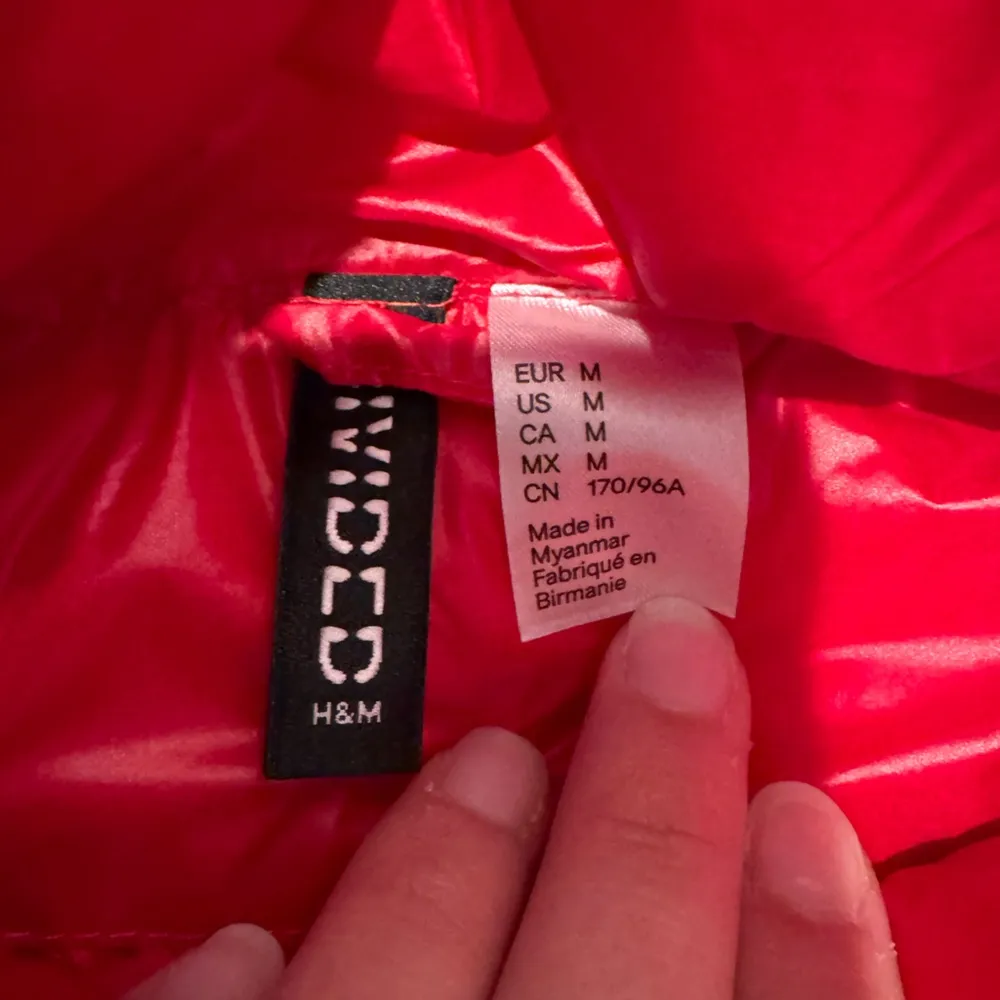 H&M
EUR M
US M
CA M
MX M
CN 170/96A
Made in
Myanmar
Fabriqué en
Birmanie